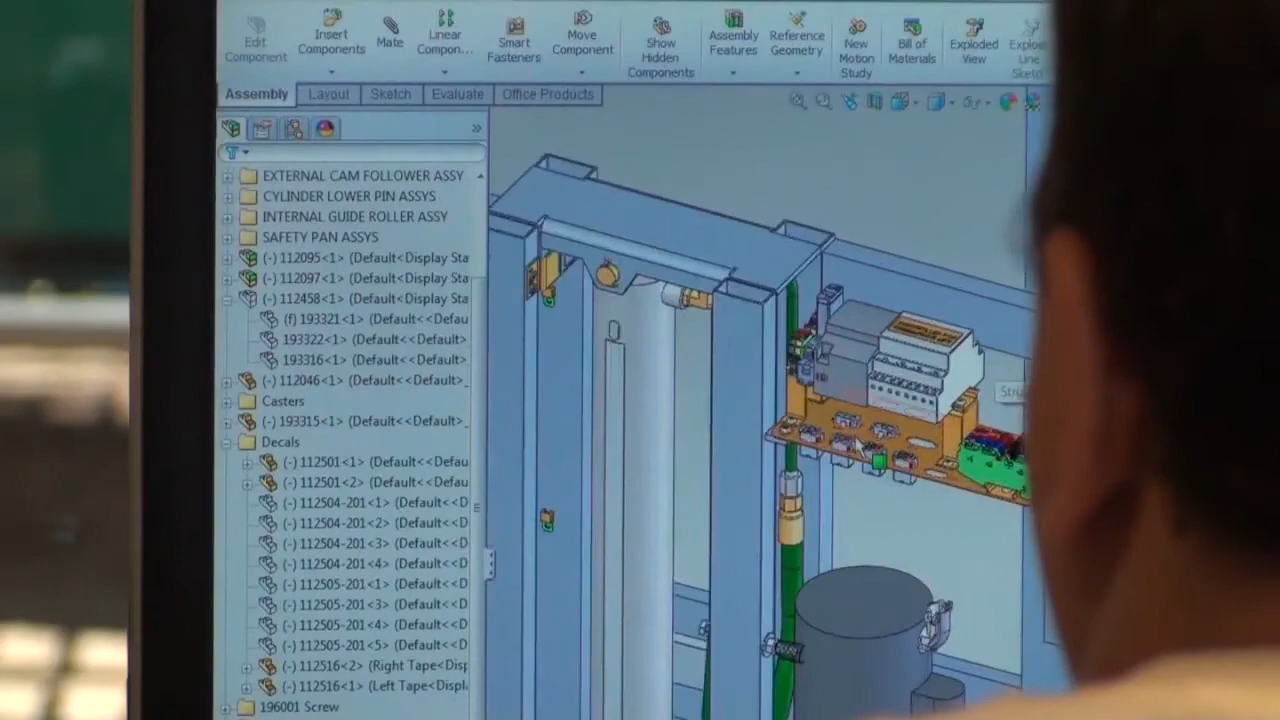 Edit Component
Insert Components
Mate
Linear Compon...
Smart Fasteners
Move Component
Show Hidden Components
Assembly Features
Reference Geometry
New Motion Study
Bill of Materials
Exploded View
Explo
Line
Sketc
Assembly Layout Sketch Evaluate Office Products
EXTERNAL CAM FOLLOWER ASSY
CYLINDER LOWER PIN ASSYS
INTERNAL GUIDE ROLLER ASSY
SAFETY PAN ASSYS
(-) 112095<1> (Default<Display Sta
(-) 112097<1> (Default<Display Sta
(-) 112458<1> (Default<Display Sta
(f) 193321<1> (Default<<Defau
193322<1> (Default<<Default>
193316<1> (Default<<Default>
(-) 112046<1> (Default<<Default>_
Casters
(-) 193315<1> (Default<<Default>_
Decals
(-) 112501<1> (Default<<Defau
(-) 112501<2> (Default<<Defau
(-) 112504-201<1> (Default<<D
(-) 112504-201<2> (Default<<D
(-) 112504-201<3> (Default<<D
(-) 112504-201<4> (Default<<D
(-) 112505-201<1> (Default<<D
(-) 112505-201<3> (Default<<D
(-) 112505-201<4> (Default<<D
(-) 112505-201<5> (Default<<D
(-) 112516<2> (Right Tape<Disp
(-) 112516<1> (Left Tape<Displ
196001 Screw
Stru